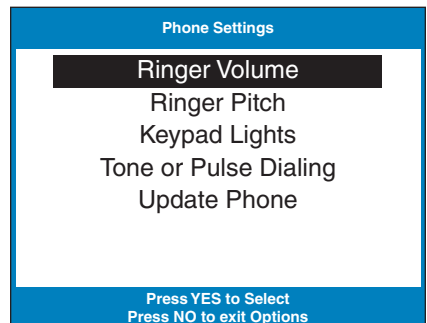 Phone Settings
Ringer Volume
Ringer Pitch
Keypad Lights
Tone or Pulse Dialing
Update Phone
Press YES to Select
Press NO to exit Options